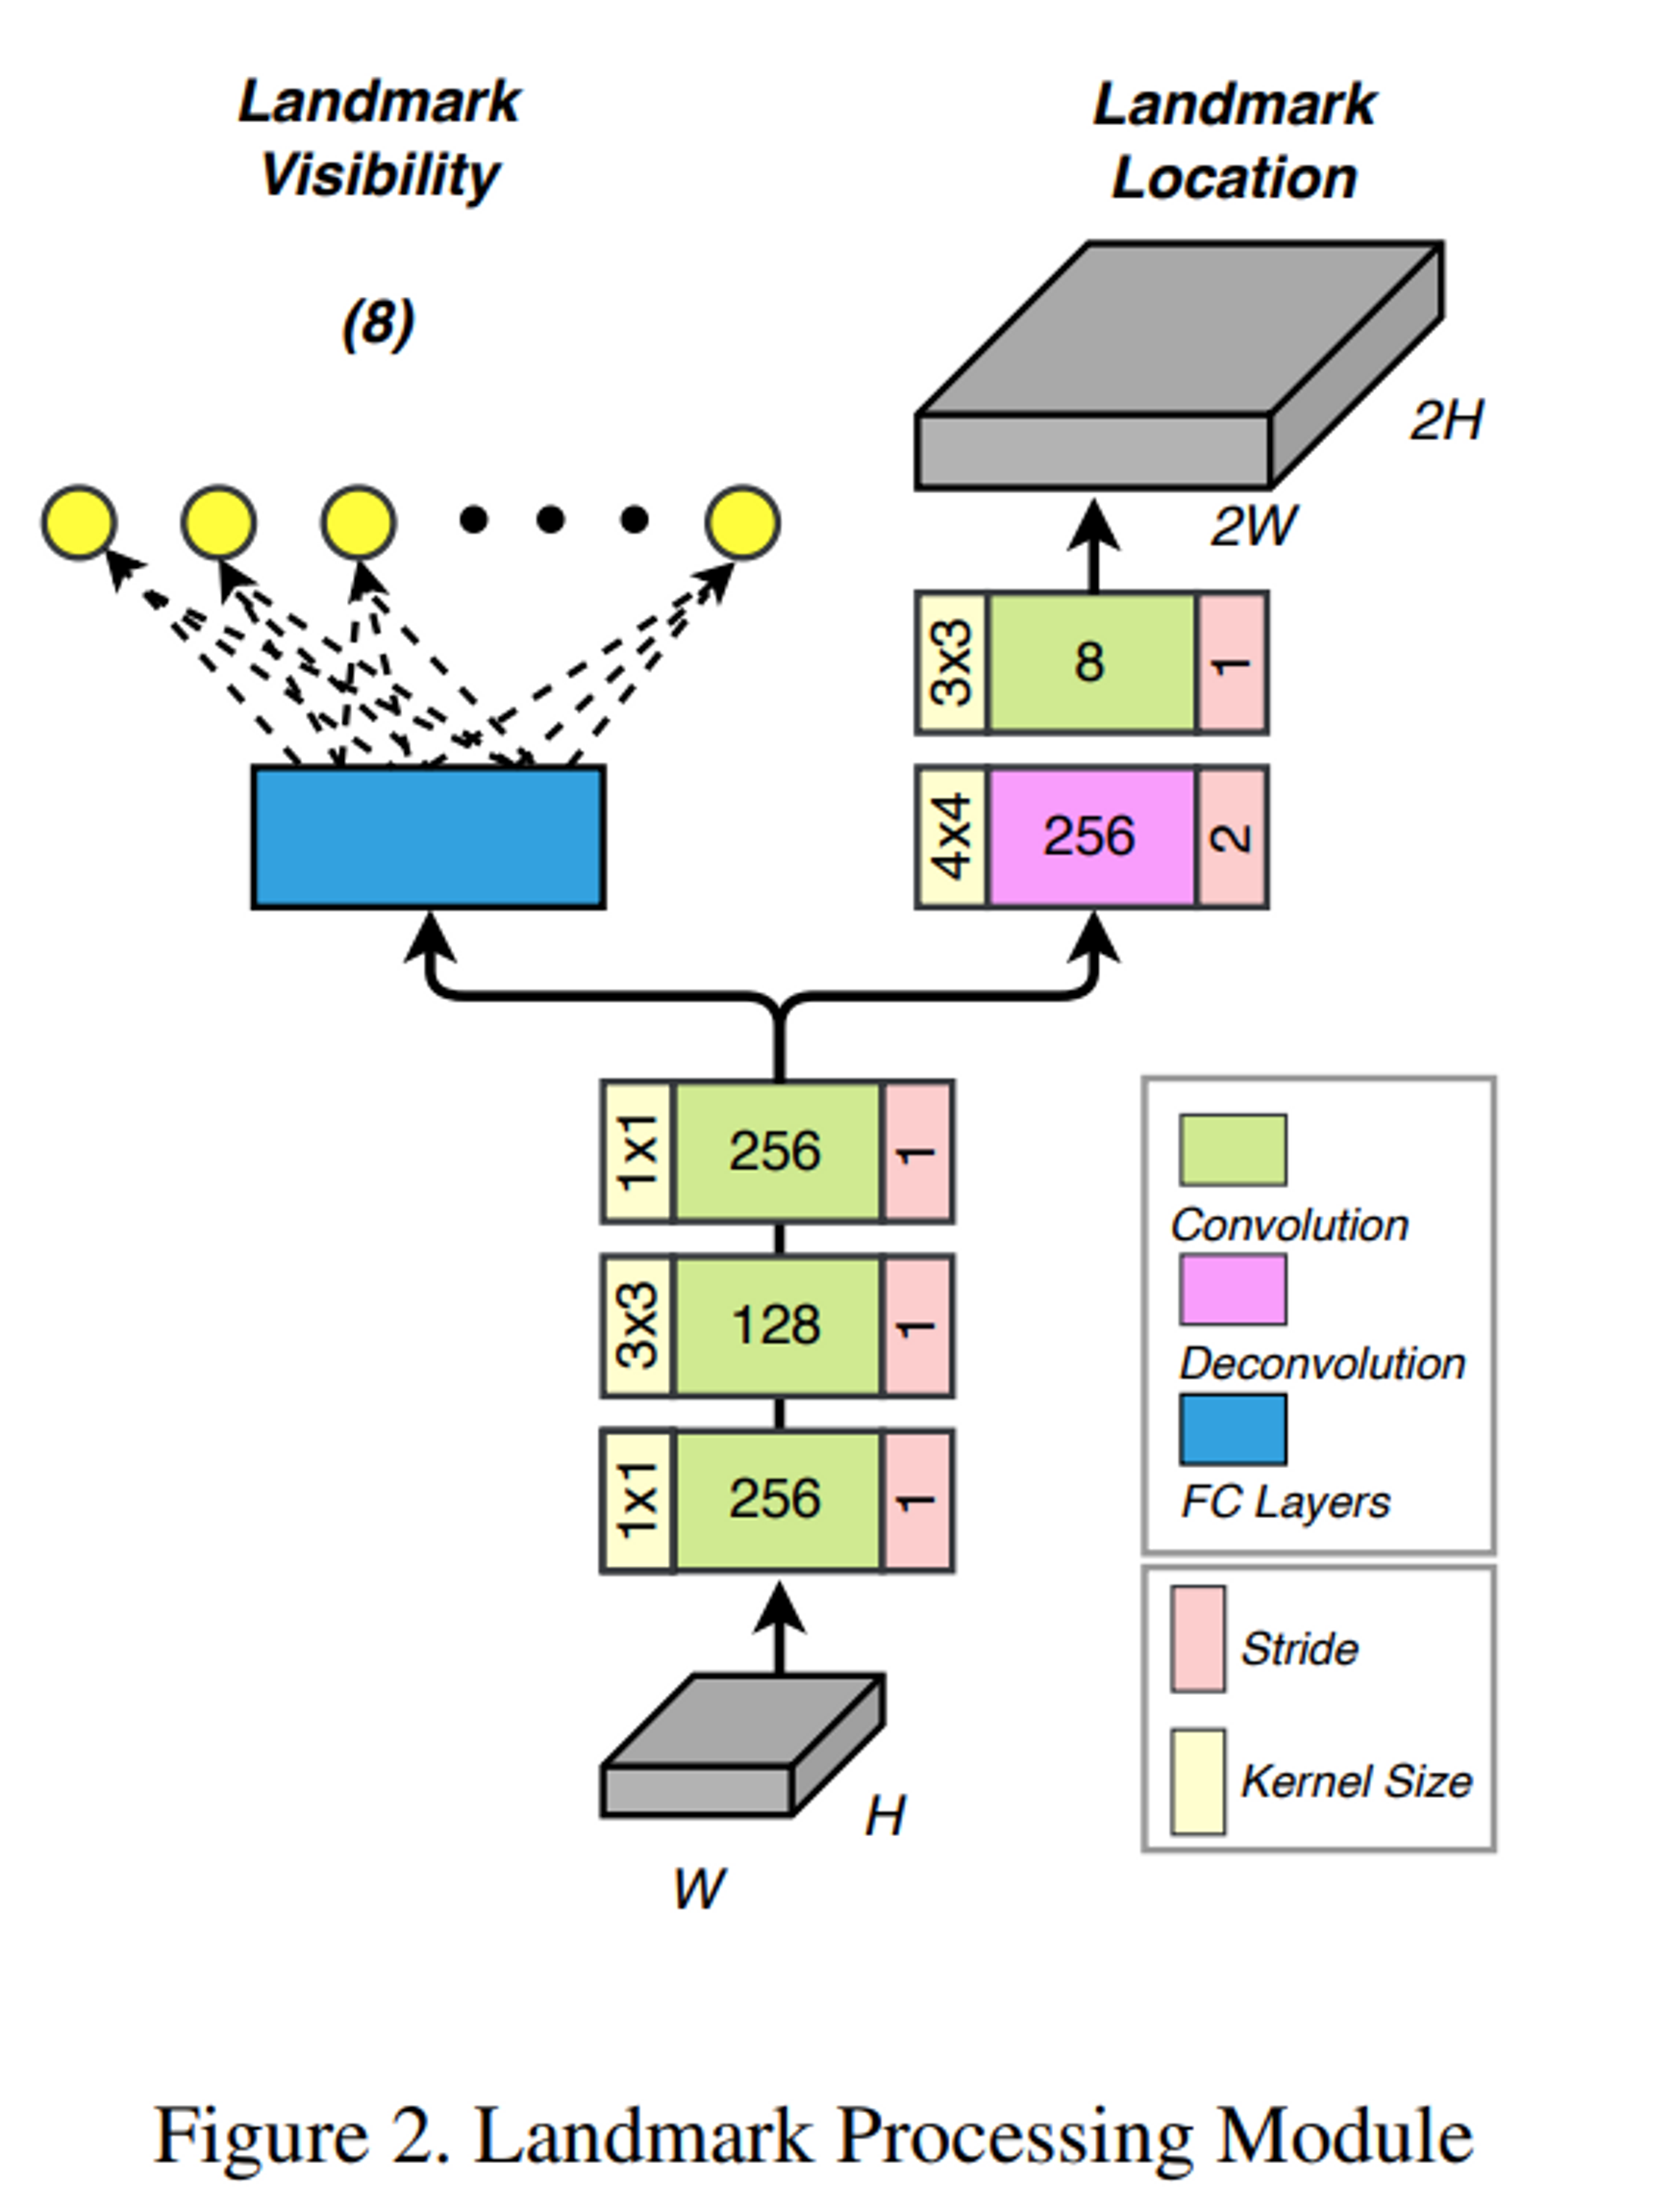 Landmark
Visibility
(8)
Landmark
Location
2H
2W
3x3 8 1
4x4 256 2
1x1 256 1
3x3 128 1
1x1 256 1
H
W
Convolution
Deconvolution
FC Layers
Stride
Kernel Size
Figure 2. Landmark Processing Module